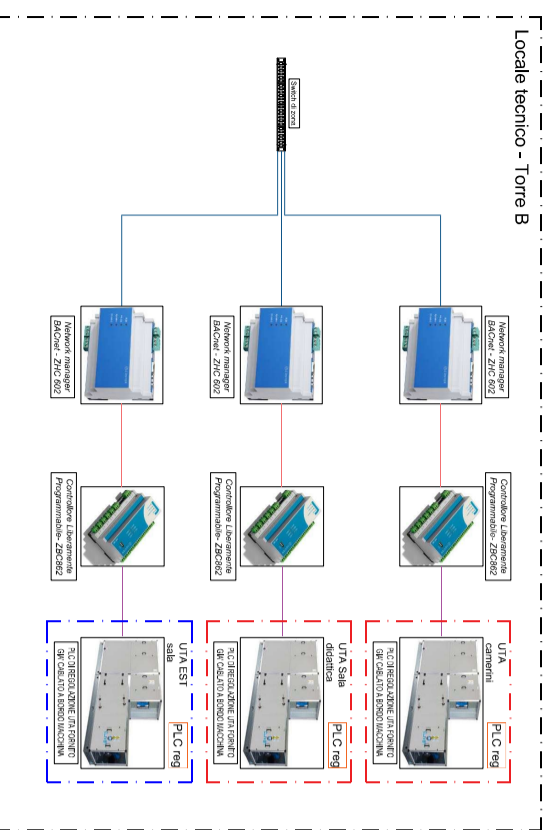 Locale tecnico - Torre B
Switch di zona
Network manager
BACnet - ZHC 602
Controllore Liberamente
Programmabile- ZBC862
UTA
camerini
PLC reg
PLC DI REGOLAZIONE UTA FORNITO
GIA' CABLATO A BORDO MACCHINA
Network manager
BACnet - ZHC 602
Controllore Liberamente
Programmabile- ZBC862
UTA Sala
didattica
PLC reg
PLC DI REGOLAZIONE UTA FORNITO
GIA' CABLATO A BORDO MACCHINA
Network manager
BACnet - ZHC 602
Controllore Liberamente
Programmabile- ZBC862
UTA EST
sala
PLC reg
PLC DI REGOLAZIONE UTA FORNITO
GIA' CABLATO A BORDO MACCHINA